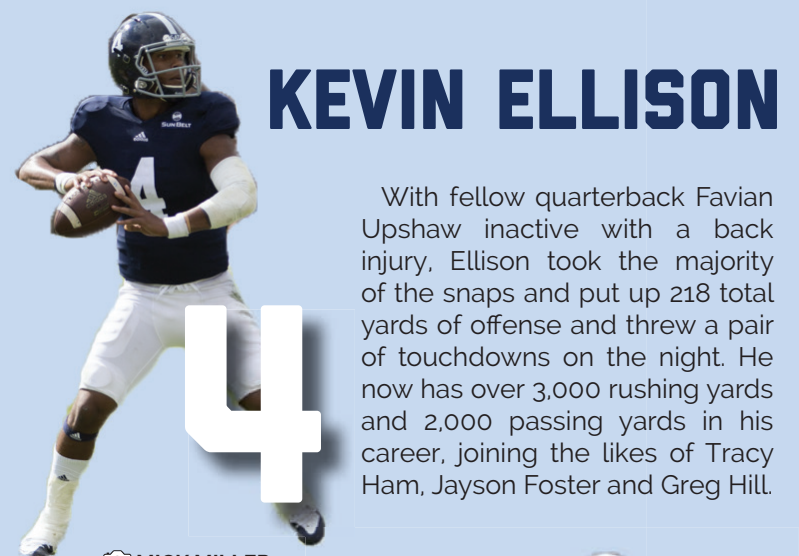 KEVIN ELLISON
SUN BELT
4
4
With fellow quarterback Favian
Upshaw inactive with a back
injury, Ellison took the majority
of the snaps and put up 218 total
yards of offense and threw a pair
of touchdowns on the night. He
now has over 3,000 rushing yards
and 2,000 passing yards in his
career, joining the likes of Tracy
Ham, Jayson Foster and Greg Hill.
4